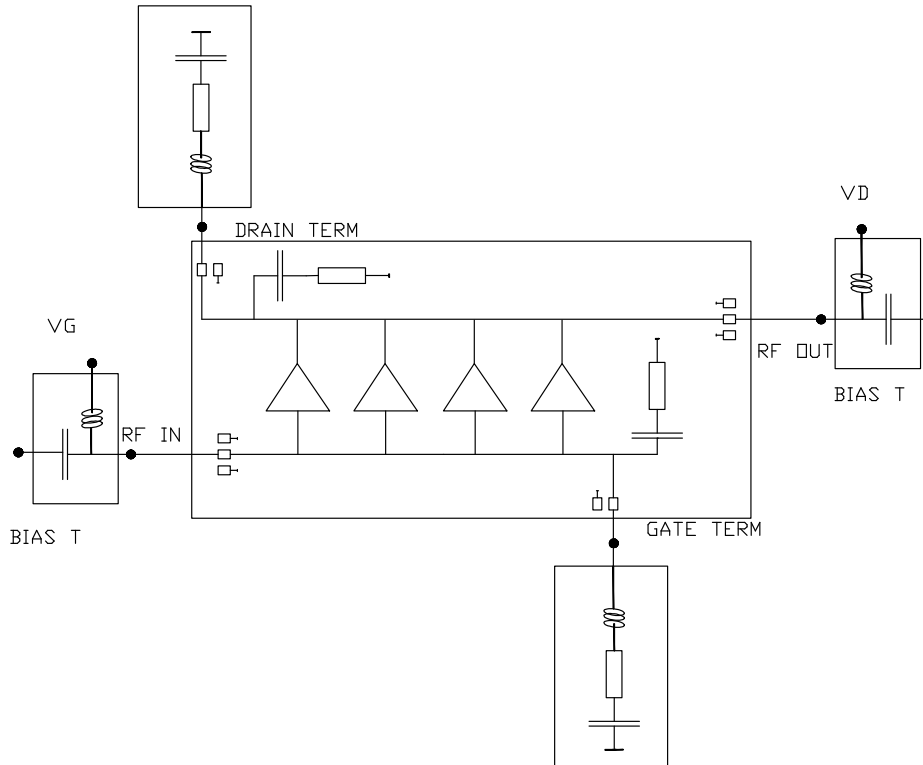 VD
DRAIN TERM
VG
RF OUT
BIAS T
RF IN
GATE TERM
BIAS T